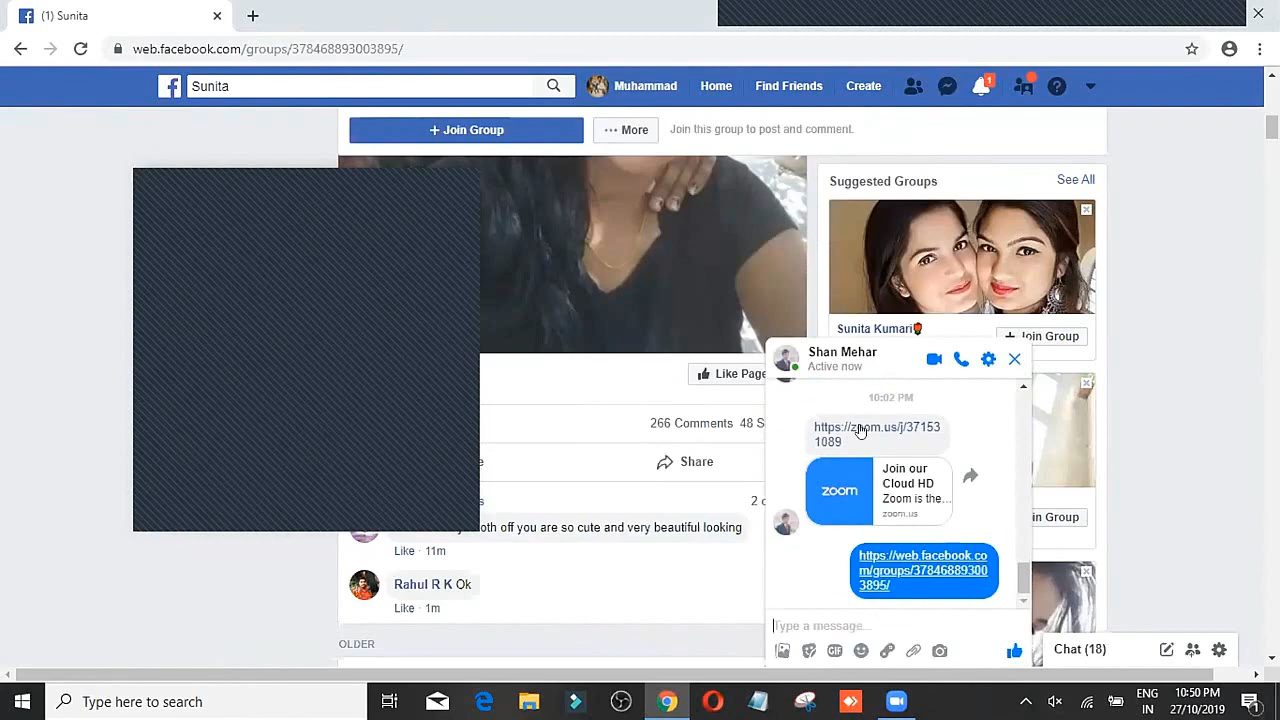 (1) Sunita
web.facebook.com/groups/378468893003895/
Sunita
Muhammad
Home
Find Friends
Create
1
+ Join Group
••• More
Join this group to post and comment.
Suggested Groups
See All
Sunita Kumari
+ Join Group
Like Page
266 Comments
Share
Shan Mehar
Active now
10:02 PM
https://zoom.us/j/37153
1089
zoom
Join our
Cloud HD
Zoom is the...
zoom.us
https://web.facebook.co
m/groups/37846889300
3895/
off you are so cute and very beautiful looking
Like · 11m
Rahul R K Ok
Like · 1m
OLDER
Type a message...
GIF
Chat (18)
Type here to search
ENG
IN
10:50 PM
27/10/2019
1